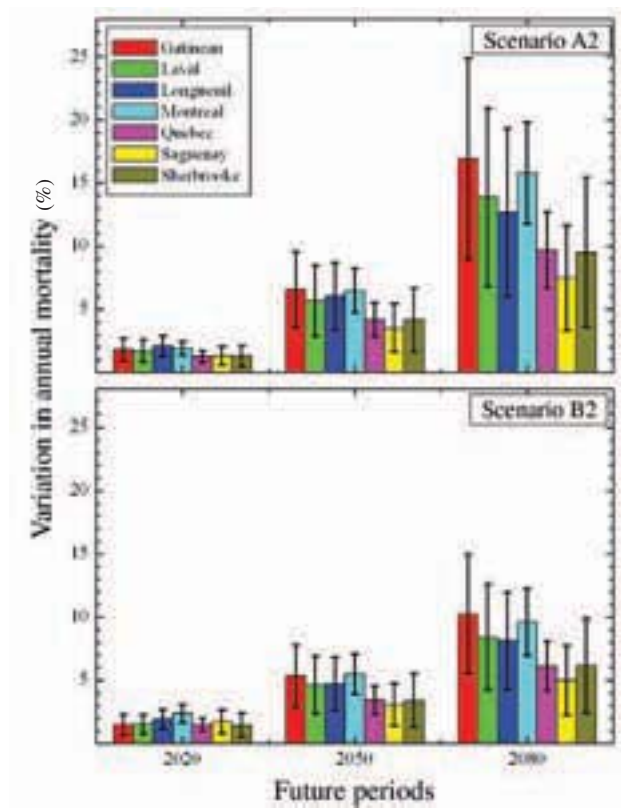 Scenario A2
Gatineau
Laval
Longueuil
Montreal
Quebec
Saguenay
Sherbrooke
25
20
15
10
5
Variation in annual mortality (%)
Scenario B2
25
20
15
10
5
2020
2050
2080
Future periods